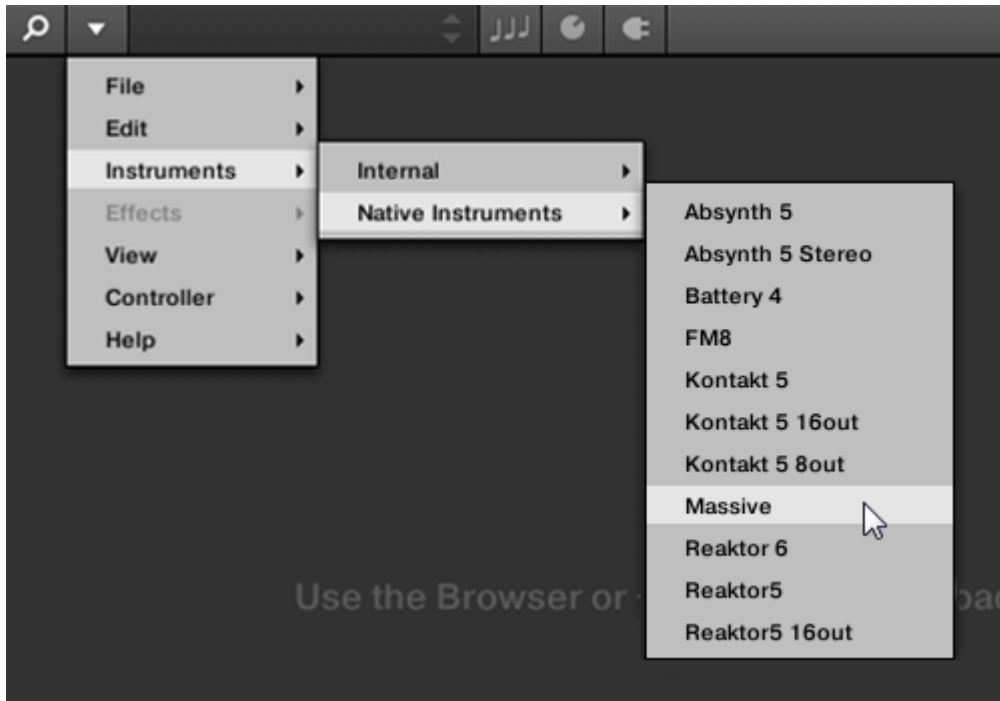 File
Edit
Instruments
Effects
View
Controller
Help
Internal
Native Instruments
Absynth 5
Absynth 5 Stereo
Battery 4
FM8
Kontakt 5
Kontakt 5 16out
Kontakt 5 8out
Massive
Reaktor 6
Reaktor5
Reaktor5 16out
Use the Browser or